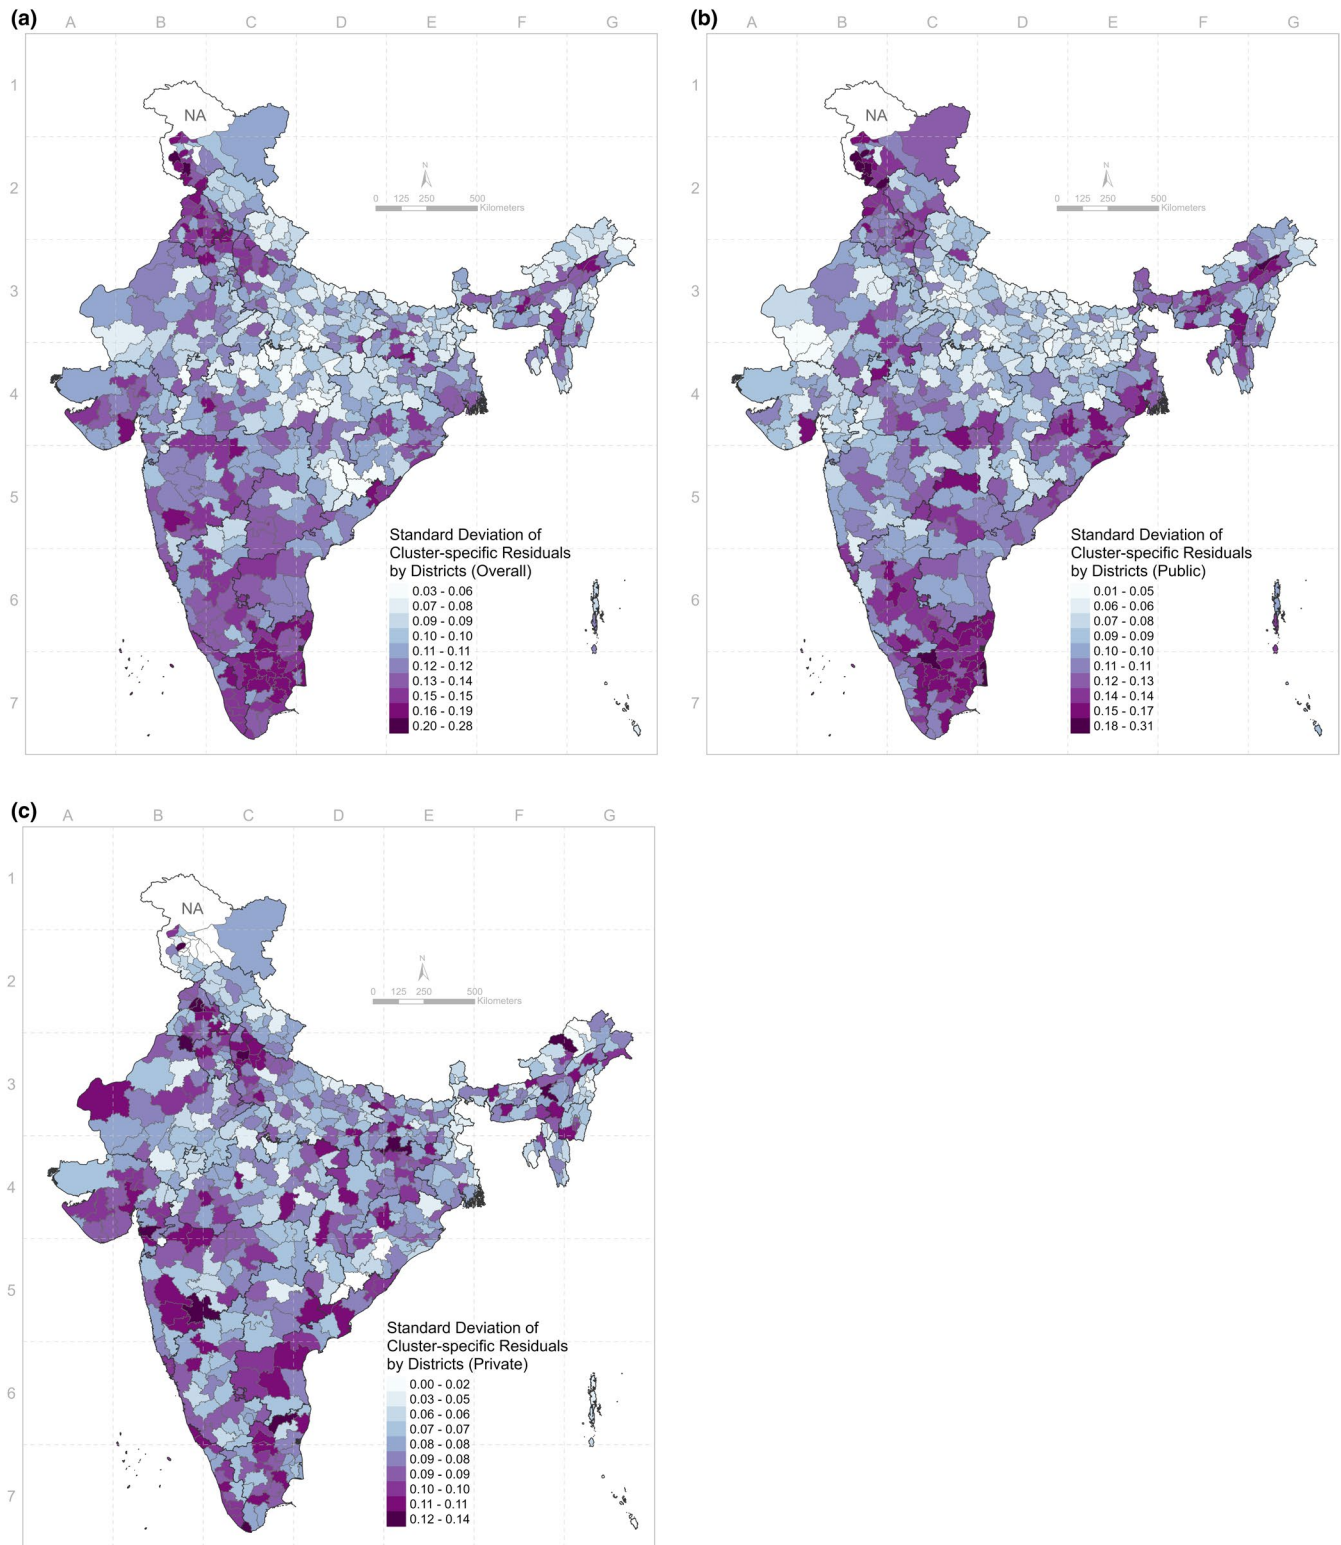 (a)
A B C D E F G
1
NA
N
2
0 125 250 500
Kilometers
3
4
5
Standard Deviation of
Cluster-specific Residuals
by Districts (Overall)
0.03 - 0.06
0.07 - 0.08
0.09 - 0.09
0.10 - 0.10
0.11 - 0.11
0.12 - 0.12
0.13 - 0.14
0.15 - 0.15
0.16 - 0.19
0.20 - 0.28
6
7
(b)
A B C D E F G
1
NA
N
2
0 125 250 500
Kilometers
3
4
5
Standard Deviation of
Cluster-specific Residuals
by Districts (Public)
0.01 - 0.05
0.06 - 0.06
0.07 - 0.08
0.09 - 0.09
0.10 - 0.10
0.11 - 0.11
0.12 - 0.13
0.14 - 0.14
0.15 - 0.17
0.18 - 0.31
6
7
(c)
A B C D E F G
1
NA
N
2
0 125 250 500
Kilometers
3
4
5
Standard Deviation of
Cluster-specific Residuals
by Districts (Private)
0.00 - 0.02
0.03 - 0.05
0.06 - 0.06
0.07 - 0.07
0.08 - 0.08
0.09 - 0.08
0.09 - 0.09
0.10 - 0.10
0.11 - 0.11
0.12 - 0.14
6
7